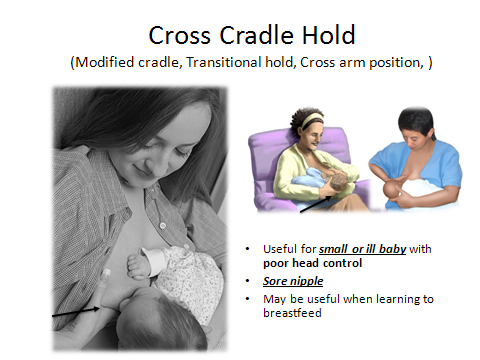 Cross Cradle Hold
(Modified cradle, Transitional hold, Cross arm position, )
• Useful for small or ill baby with
poor head control
• Sore nipple
• May be useful when learning to
breastfeed